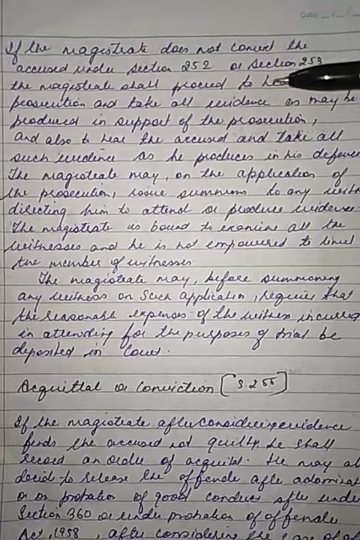 If the magistrate does not convict the
accused under section 252 or section 253
the magistrate shall proceed to hear
prosecution and take all evidence as may be
produced in support of the prosecution,
and also to hear the accused and take all
such evidence as he produces in his defence
The magistrate may, on the application of
the prosecution, issue summons to any
directing him to attend or produce evidence
The magistrate is bound to examine all the
witnesses and he is not empowered to limit
the number of witnesses
The magistrate may, before summoning
any witness on such application, require that
the reasonable expenses of the witness incurred
in attending for the purposes of trial be
deposited in Court.
Acquittal or Conviction [S.255]
If the magistrate after considering evidence
finds the accused not guilty he shall
record an order of acquittal. He may
decide to release the offender after
or on probation of good conduct after under
Section 360 or under probation of offender
Act, 1958, after considering the case of